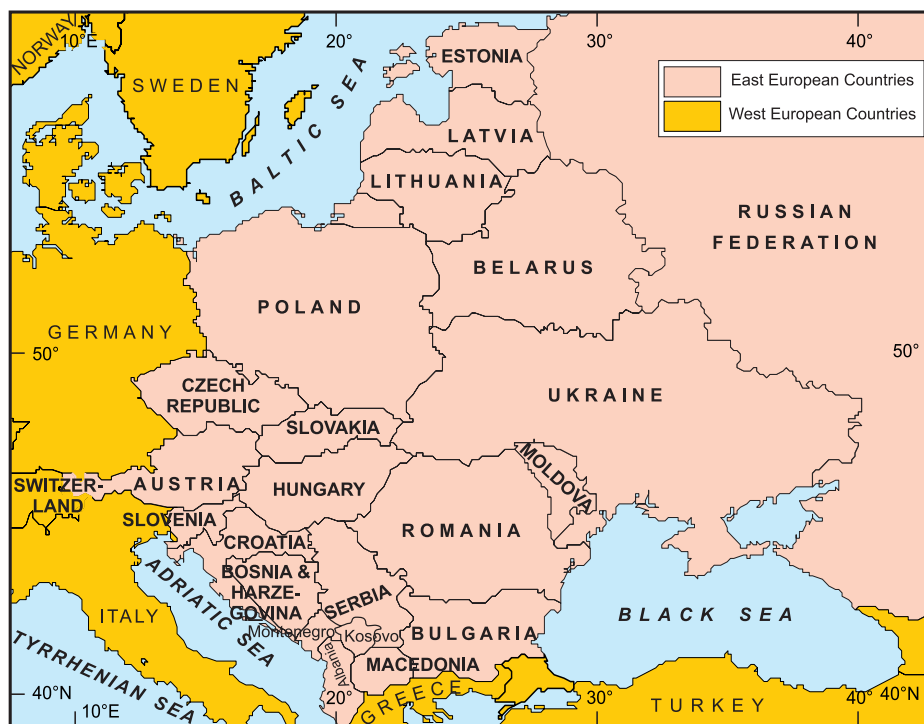 10°E
20°
30°
40°
NORWAY
SWEDEN
BALTIC SEA
ESTONIA
East European Countries
West European Countries
LATVIA
LITHUANIA
RUSSIAN
FEDERATION
BELARUS
POLAND
GERMANY
50°
50°
CZECH
REPUBLIC
UKRAINE
SLOVAKIA
MOLDOVA
SWITZER-
LAND
AUSTRIA
HUNGARY
SLOVENIA
CROATIA
ROMANIA
BOSNIA &
HARZE-
GOVINA
SERBIA
ADRIATIC SEA
ITALY
BLACK SEA
Montenegro
Kosovo
BULGARIA
TYRRHENIAN SEA
Albania
MACEDONIA
GREECE
TURKEY
40°N
10°E
20°
30°
40°
40°N